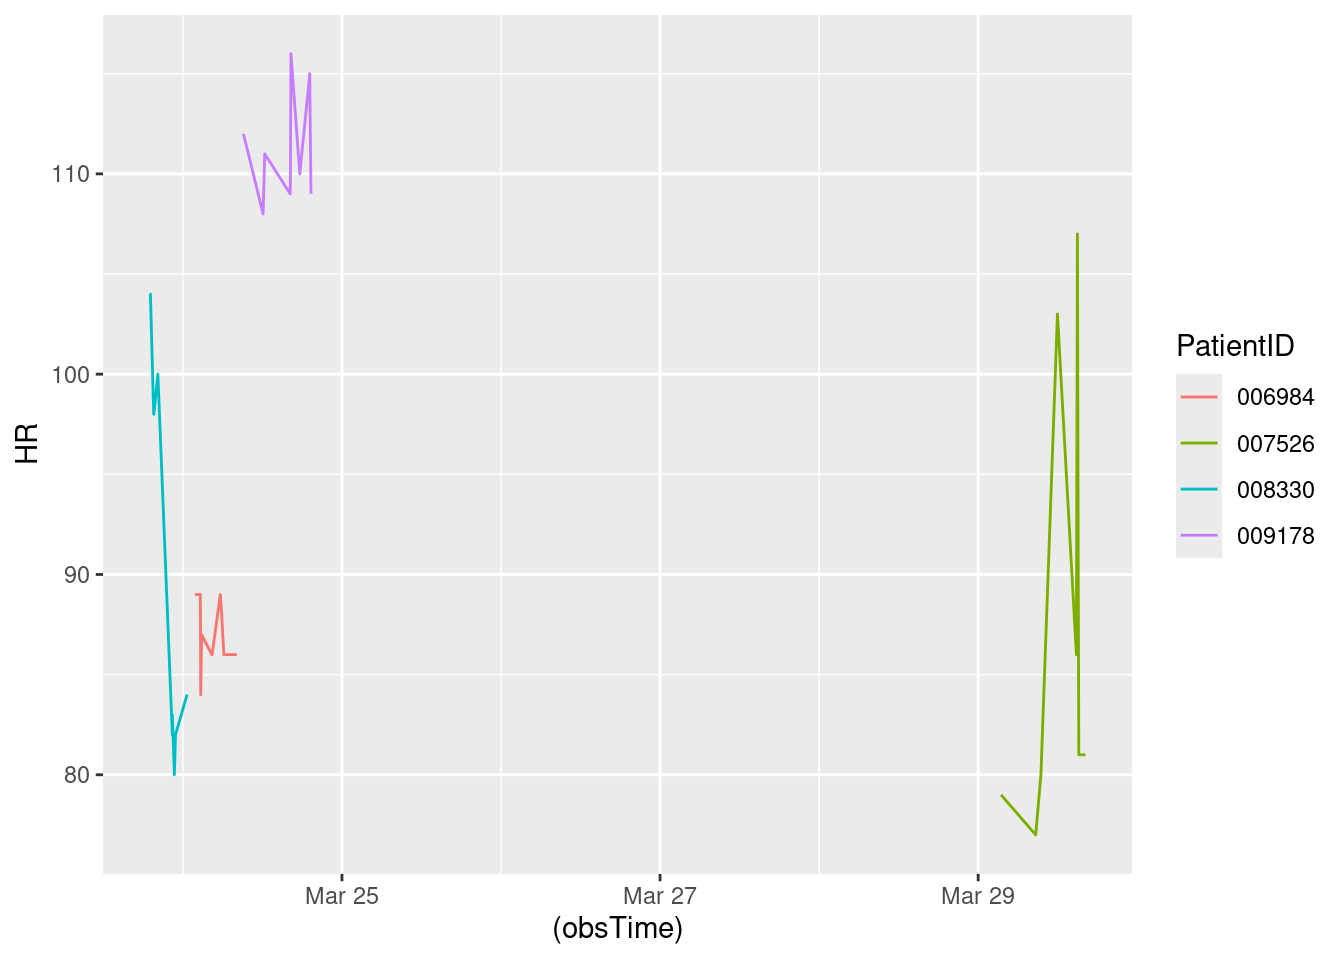 110
100
90
80
HR
Mar 25
Mar 27
Mar 29
(obsTime)
PatientID
006984
007526
008330
009178